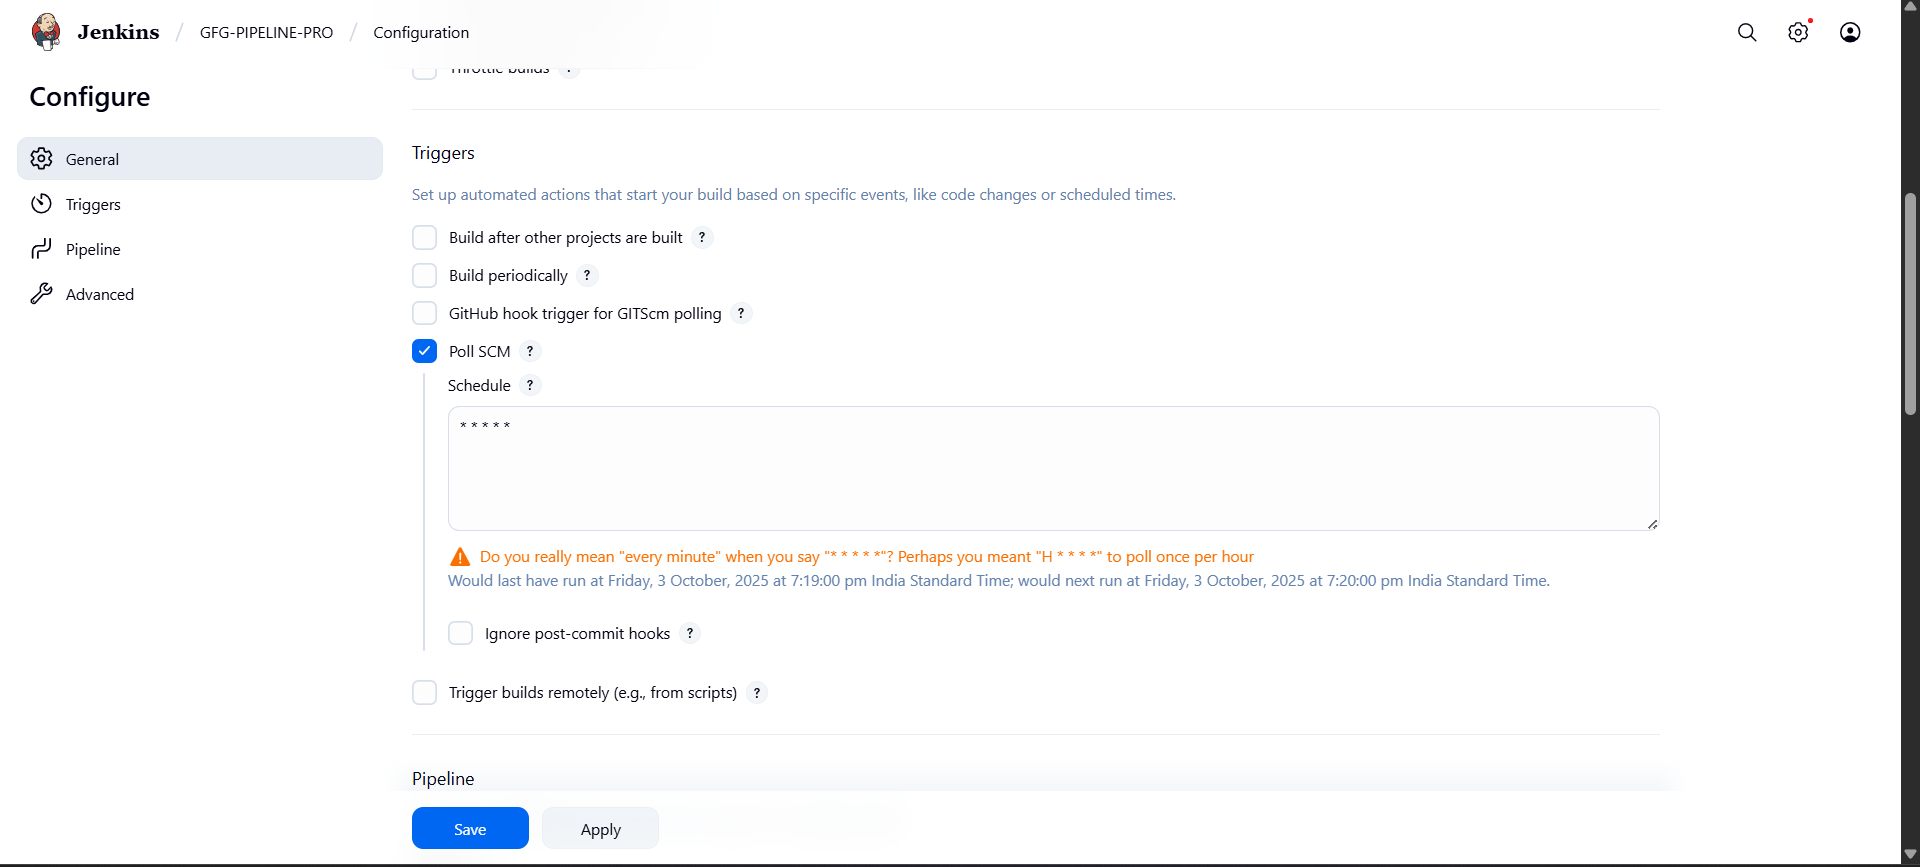 Jenkins / GFG-PIPELINE-PRO / Configuration
Configure
General
Triggers
Pipeline
Advanced
Throttle builds ?
Triggers
Set up automated actions that start your build based on specific events, like code changes or scheduled times.
Build after other projects are built ?
Build periodically ?
GitHub hook trigger for GITScm polling ?
Poll SCM ?
Schedule ?
* * * * *
Do you really mean "every minute" when you say "* * * * *"? Perhaps you meant "H * * * *" to poll once per hour
Would last have run at Friday, 3 October, 2025 at 7:19:00 pm India Standard Time; would next run at Friday, 3 October, 2025 at 7:20:00 pm India Standard Time.
Ignore post-commit hooks ?
Trigger builds remotely (e.g., from scripts) ?
Pipeline
Save
Apply